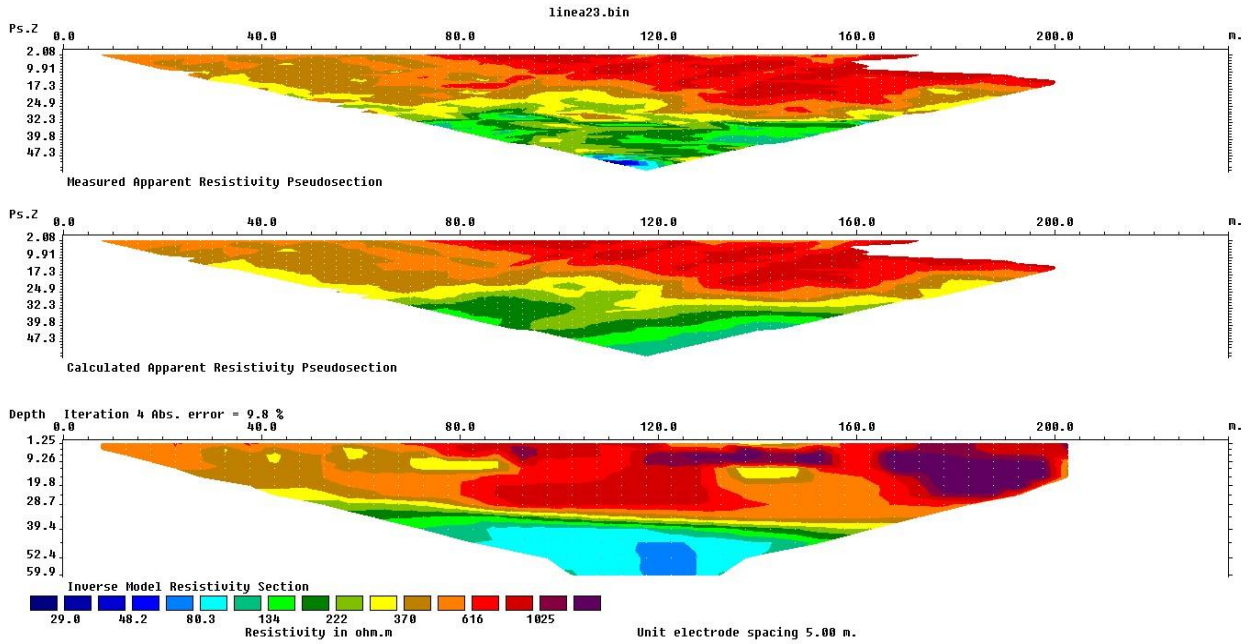 linea23.bin
Ps.Z 0.0 40.0 80.0 120.0 160.0 200.0 m.
2.08
9.91
17.3
24.9
32.3
39.8
47.3
Measured Apparent Resistivity Pseudosection
Ps.Z 0.0 40.0 80.0 120.0 160.0 200.0 m.
2.08
9.91
17.3
24.9
32.3
39.8
47.3
Calculated Apparent Resistivity Pseudosection
Depth Iteration 4 Abs. error = 9.8 %
0.0 40.0 80.0 120.0 160.0 200.0 m.
1.25
9.26
19.8
28.7
39.4
52.4
59.9
Inverse Model Resistivity Section
29.0 48.2 80.3 134 222 370 616 1025
Resistivity in ohm.m Unit electrode spacing 5.00 m.